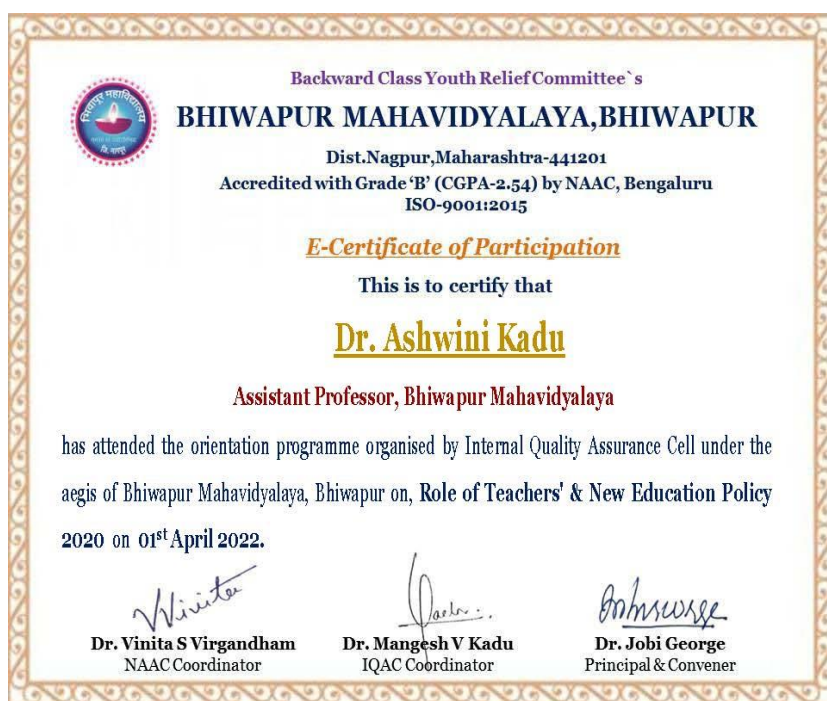 Backward Class Youth Relief Committee`s
BHIWAPUR MAHAVIDYALAYA,BHIWAPUR
Dist.Nagpur,Maharashtra-441201
Accredited with Grade ‘B’ (CGPA-2.54) by NAAC, Bengaluru
ISO-9001:2015
भिवापूर महाविद्यालय
जि. नागपूर
E-Certificate of Participation
This is to certify that
Dr. Ashwini Kadu
Assistant Professor, Bhiwapur Mahavidyalaya
has attended the orientation programme organised by Internal Quality Assurance Cell under the
aegis of Bhiwapur Mahavidyalaya, Bhiwapur on, Role of Teachers' & New Education Policy
2020 on 01st April 2022.
Dr. Vinita S Virgandham
NAAC Coordinator
Dr. Mangesh V Kadu
IQAC Coordinator
Dr. Jobi George
Principal & Convener